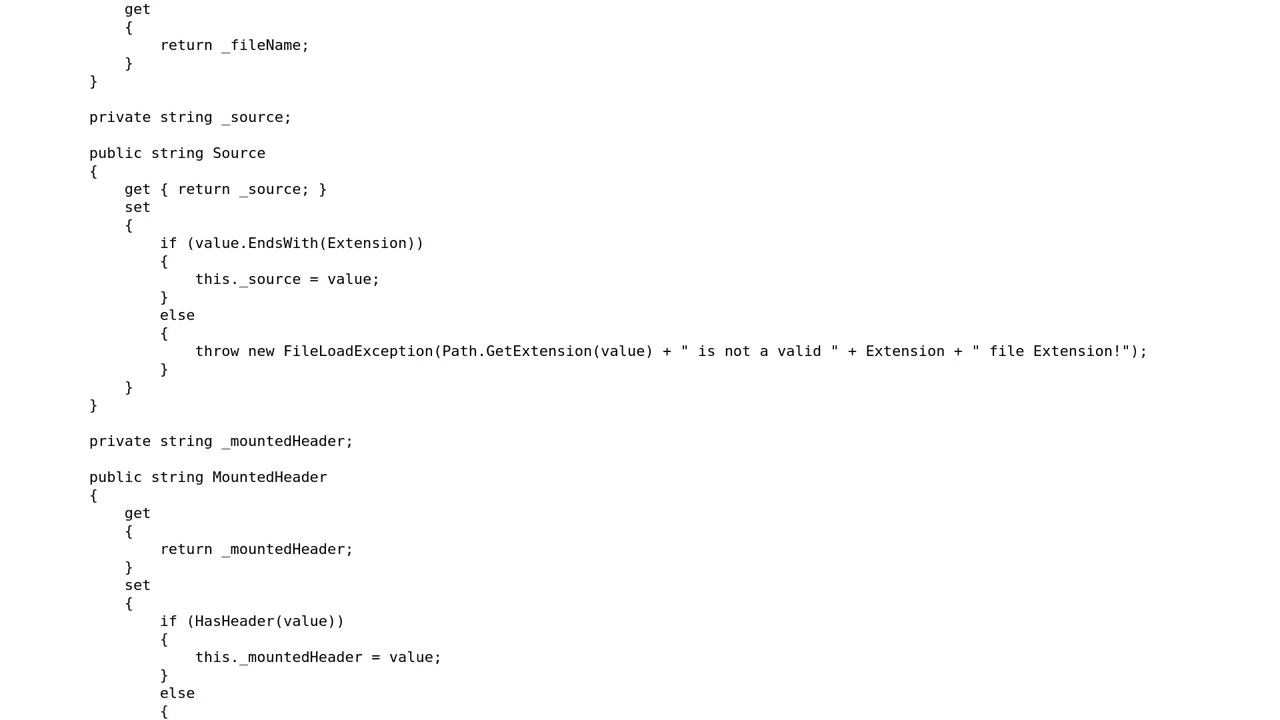 get
{
return _fileName;
}
}
private string _source;
public string Source
{
get { return _source; }
set
{
if (value.EndsWith(Extension))
{
this._source = value;
}
else
{
throw new FileLoadException(Path.GetExtension(value) + " is not a valid " + Extension + " file Extension!");
}
}
}
private string _mountedHeader;
public string MountedHeader
{
get
{
return _mountedHeader;
}
set
{
if (HasHeader(value))
{
this._mountedHeader = value;
}
else
{